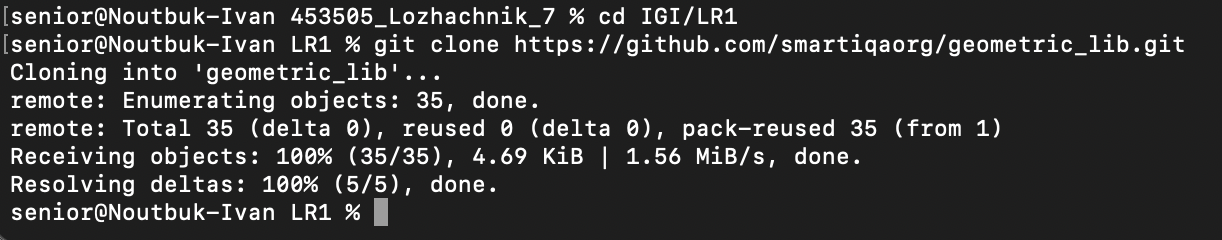 [senior@Noutbuk-Ivan 453505_Lozhachnik_7 % cd IGI/LR1
[senior@Noutbuk-Ivan LR1 % git clone https://github.com/smartiqaorg/geometric_lib.git
Cloning into 'geometric_lib'...
remote: Enumerating objects: 35, done.
remote: Total 35 (delta 0), reused 0 (delta 0), pack-reused 35 (from 1)
Receiving objects: 100% (35/35), 4.69 KiB | 1.56 MiB/s, done.
Resolving deltas: 100% (5/5), done.
senior@Noutbuk-Ivan LR1 %